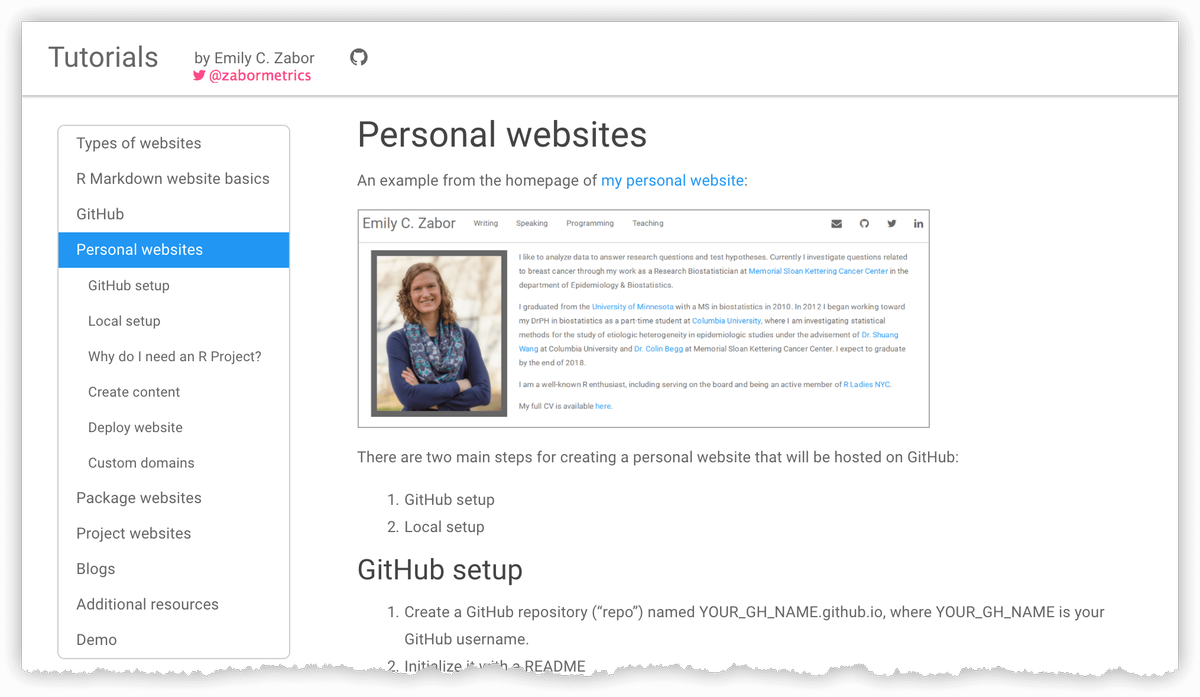 Tutorials
by Emily C. Zabor
@zabormetrics
Types of websites
R Markdown website basics
GitHub
Personal websites
GitHub setup
Local setup
Why do I need an R Project?
Create content
Deploy website
Custom domains
Package websites
Project websites
Blogs
Additional resources
Demo
Personal websites
An example from the homepage of my personal website:
Emily C. Zabor Writing Speaking Programming Teaching
I like to analyze data to answer research questions and test hypotheses. Currently I investigate questions related
to breast cancer through my work as a Research Biostatistician at Memorial Sloan Kettering Cancer Center in the
department of Epidemiology & Biostatistics.
I graduated from the University of Minnesota with a MS in biostatistics in 2010. In 2012 I began working toward
my DrPH in biostatistics as a part-time student at Columbia University, where I am investigating statistical
methods for the study of etiologic heterogeneity in epidemiologic studies under the advisement of Dr. Shuang
Wang at Columbia University and Dr. Colin Begg at Memorial Sloan Kettering Cancer Center. I expect to graduate
by the end of 2018.
I am a well-known R enthusiast, including serving on the board and being an active member of R Ladies NYC.
My full CV is available here.
There are two main steps for creating a personal website that will be hosted on GitHub:
1. GitHub setup
2. Local setup
GitHub setup
1. Create a GitHub repository (“repo”) named YOUR_GH_NAME.github.io, where YOUR_GH_NAME is your
GitHub username.
2. Initialize it with a README